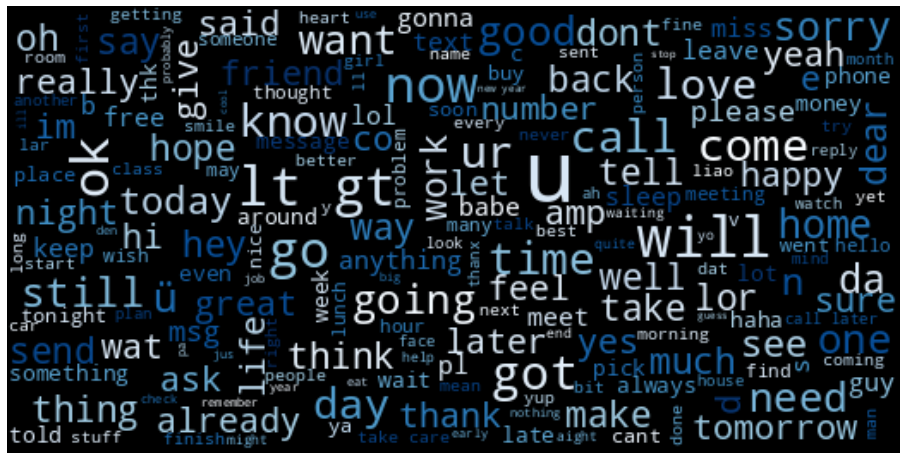 getting
heart
use
oh
first
say
said
someone
want
gonna
text
good
dont
fine
miss
sorry
room
probably
name
c
sent
stop
leave
yeah
month
really
thk
give
friend
girl
ll
now
buy
new year
back
person
love
e
phone
another
b
free
thought
soon
number
please
money
ill
im
smile
cool
know
lol
co
every
never
call
come
try
dear
lar
hope
message
better
problem
work
ur
u
reply
place
class
may
ok
lt
gt
let
ah
tell
liao
happy
night
today
y
babe
amp
sleep
meeting
watch
yet
around
waiting
hi
hey
nice
go
way
many
talk
best
will
yo
v
home
long
keep
den
wish
look
thanx
time
quite
went
hello
start
even
job
anything
big
feel
well
dat
lot
mind
n
da
still
ü
great
week
lunch
going
next
meet
take
lor
sure
tonight
plan
car
msg
life
right
hour
end
morning
guess
haha
call later
send
wat
jus
think
face
help
later
yes
pick
much
see
find
s
coming
one
something
ask
people
year
wait
eat
mean
pl
got
yup
bit
always
house
d
need
guy
thing
check
already
remember
day
thank
nothing
make
done
tomorrow
man
told
stuff
finish
might
ya
take care
early
late
aight
cant